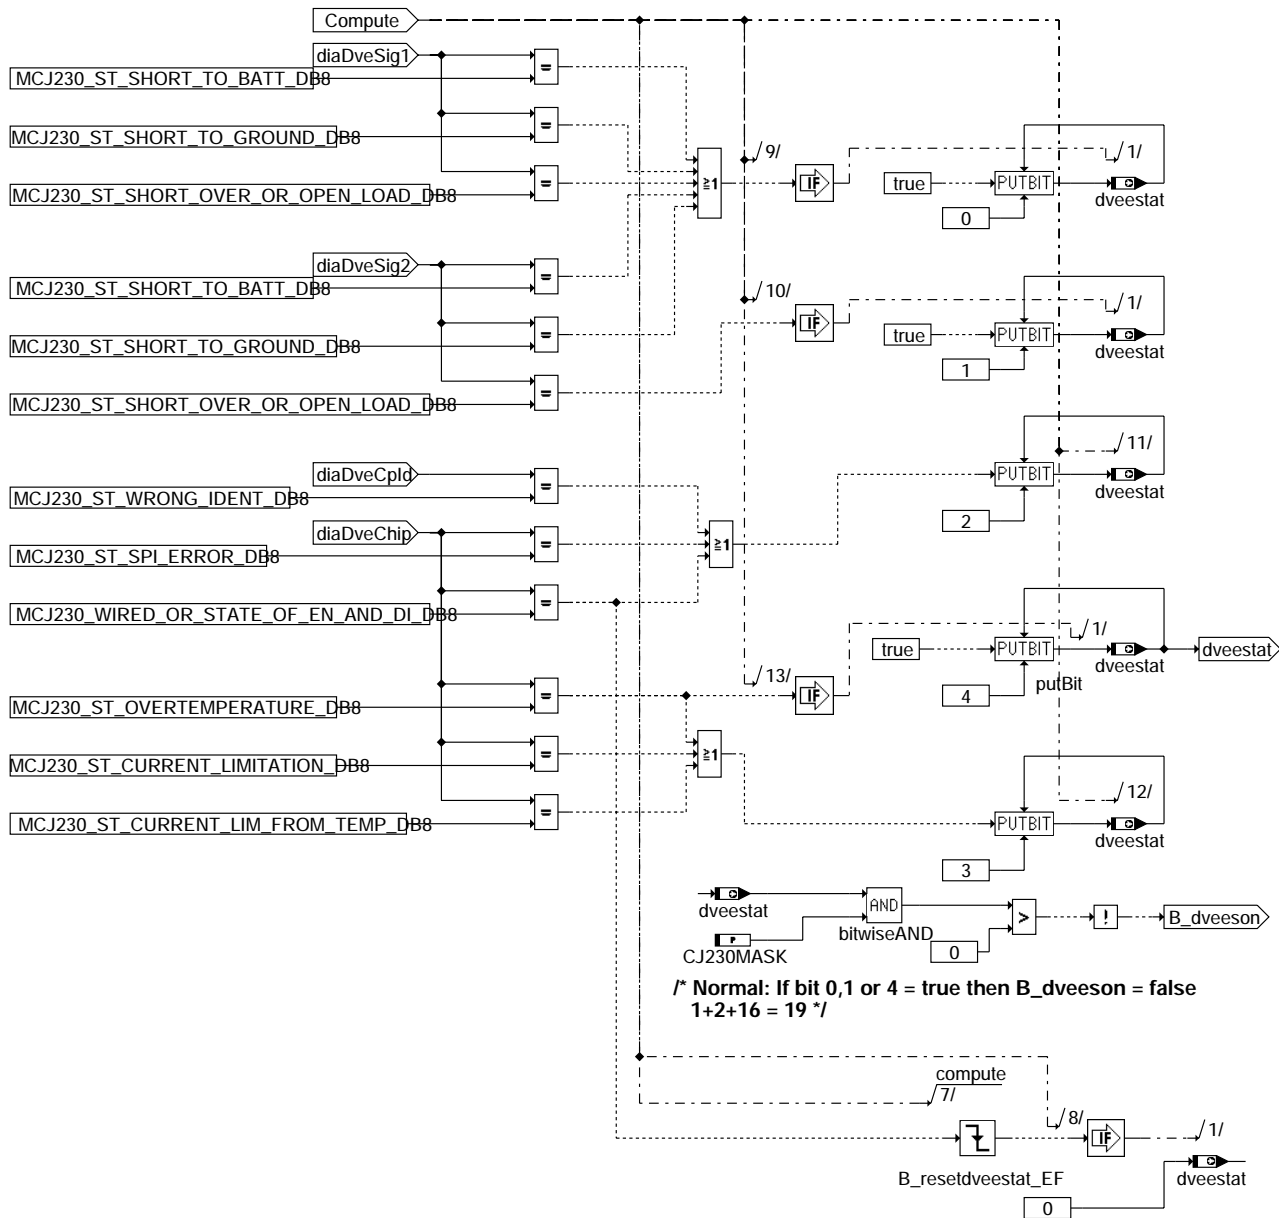 Compute
diaDveSig1
=
MCJ230_ST_SHORT_TO_BATT_DB8
=
MCJ230_ST_SHORT_TO_GROUND_DB8
9/
1/
=
≧1
IF
true
PUTBIT
MCJ230_ST_SHORT_OVER_OR_OPEN_LOAD_DB8
dveestat
0
diaDveSig2
=
MCJ230_ST_SHORT_TO_BATT_DB8
10/
1/
=
IF
true
PUTBIT
MCJ230_ST_SHORT_TO_GROUND_DB8
dveestat
1
=
MCJ230_ST_SHORT_OVER_OR_OPEN_LOAD_DB8
11/
diaDveCpId
=
PUTBIT
MCJ230_ST_WRONG_IDENT_DB8
dveestat
2
diaDveChip
=
≧1
MCJ230_ST_SPI_ERROR_DB8
=
MCJ230_WIRED_OR_STATE_OF_EN_AND_DI_DB8
1/
true
PUTBIT
dveestat
dveestat
13/
putBit
=
IF
4
MCJ230_ST_OVERTEMPERATURE_DB8
=
≧1
MCJ230_ST_CURRENT_LIMITATION_DB8
12/
=
PUTBIT
MCJ230_ST_CURRENT_LIM_FROM_TEMP_DB8
dveestat
3
dveestat
AND
>
!
B_dveeson
bitwiseAND
0
P
CJ230MASK
/* Normal: If bit 0,1 or 4 = true then B_dveeson = false
1+2+16 = 19 */
compute
7/
8/
IF
1/
B_resetdveestat_EF
dveestat
0